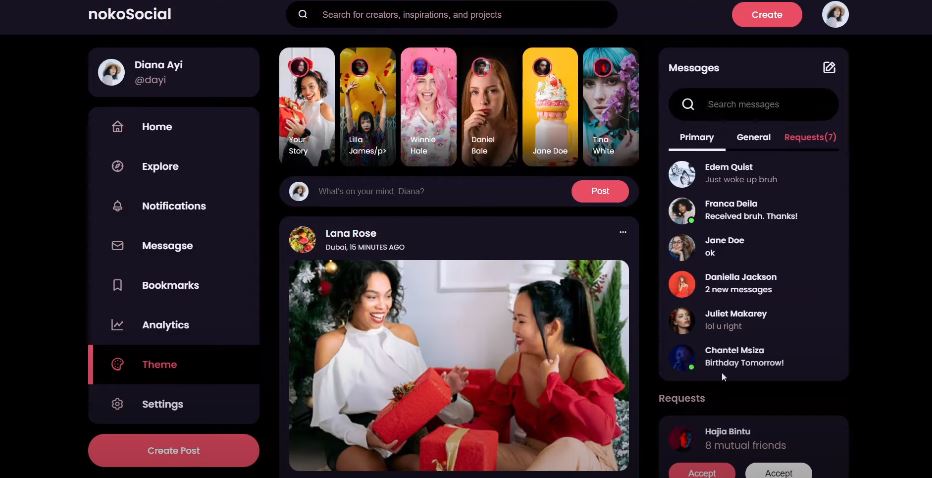 nokoSocial
Search for creators, inspirations, and projects
Create
Diana Ayi
@dayi
Home
Explore
Notifications
Messagse
Bookmarks
Analytics
Theme
Settings
Create Post
Your
Story
Lilla
James/p>
Winnie
Hale
Daniel
Bale
Jane Doe
Tina
White
What's on your mind, Diana?
Post
Lana Rose
Dubai, 15 MINUTES AGO
Messages
Search messages
Primary
General
Requests(7)
Edem Quist
Just woke up bruh
Franca Deila
Received bruh. Thanks!
Jane Doe
ok
Daniella Jackson
2 new messages
Juliet Makarey
lol u right
Chantel Msiza
Birthday Tomorrow!
Requests
Hajia Bintu
8 mutual friends
Accept
Accept